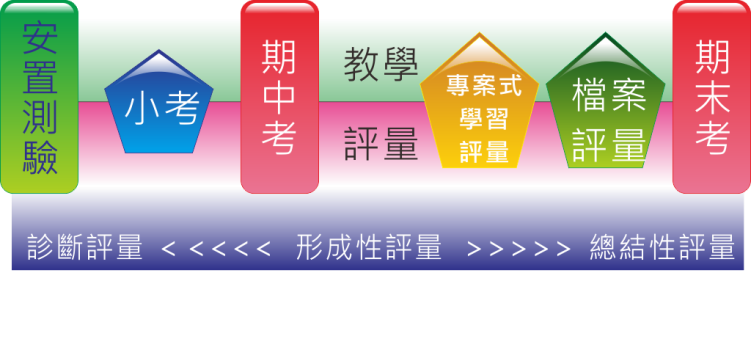 安置測驗
小考
期中考
教學
評量
專案式
學習
評量
檔案
評量
期末考
診斷評量 < < < < < 形成性評量 > > > > > 總結性評量